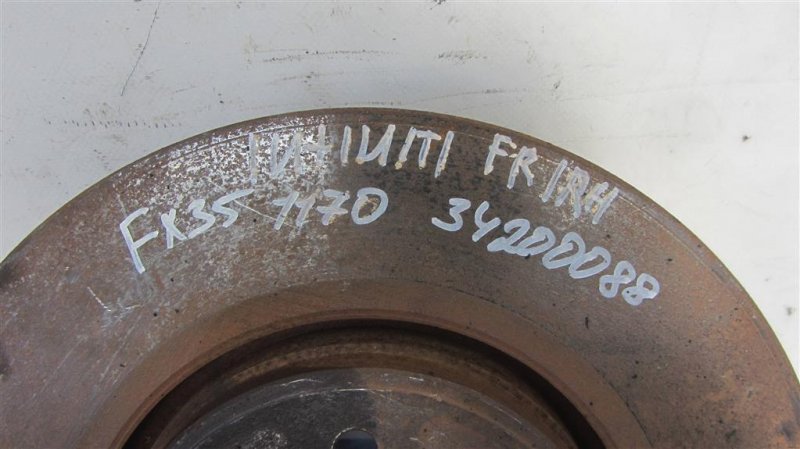 INFINITI FR/RH
FX35 1170 34200088